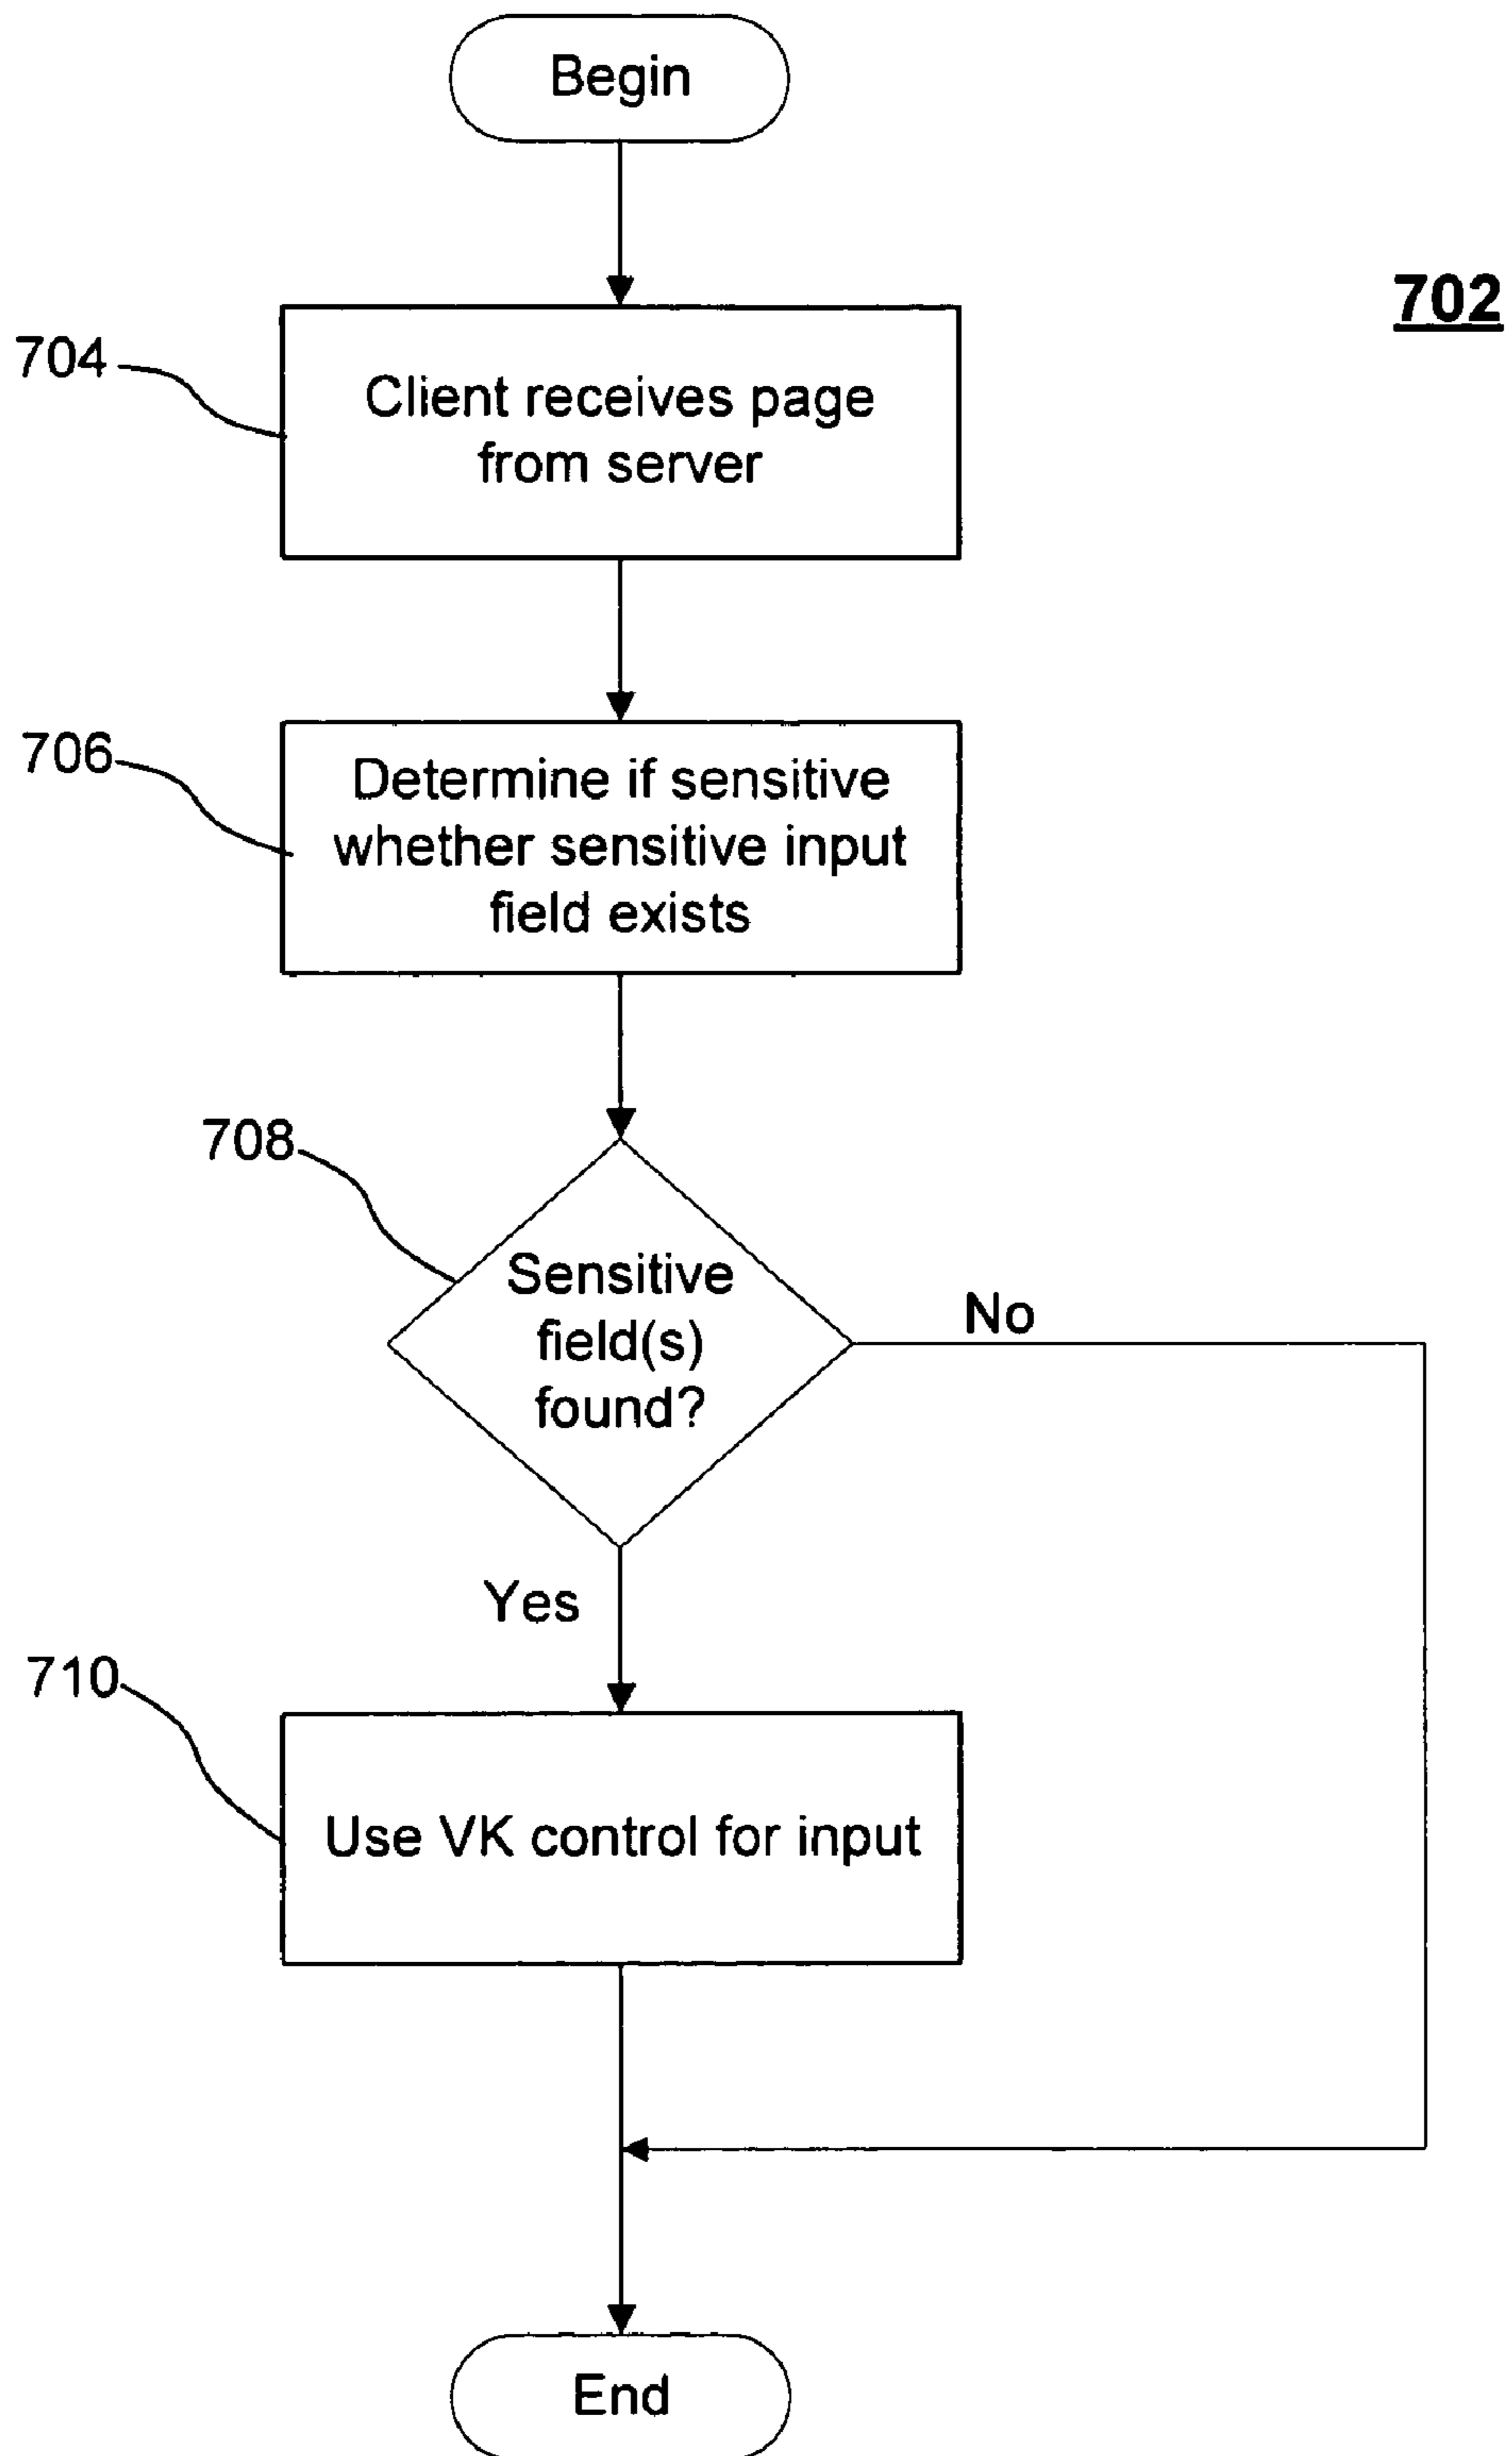 Begin
702
704
Client receives page
from server
706
Determine if sensitive
whether sensitive input
field exists
708
Sensitive
field(s)
found?
No
Yes
710
Use VK control for input
End